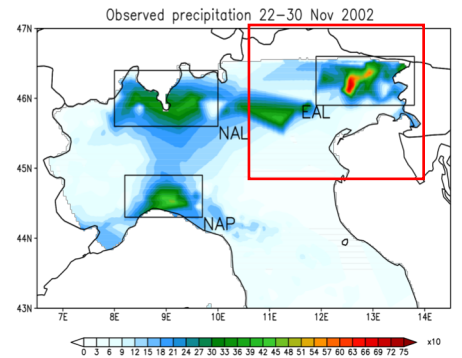 Observed precipitation 22-30 Nov 2002
47N
46N
EAL
NAL
45N
NAP
44N
43N
7E 8E 9E 10E 11E 12E 13E 14E
x10
0 3 6 9 12 15 18 21 24 27 30 33 36 39 42 45 48 51 54 57 60 63 66 69 72 75